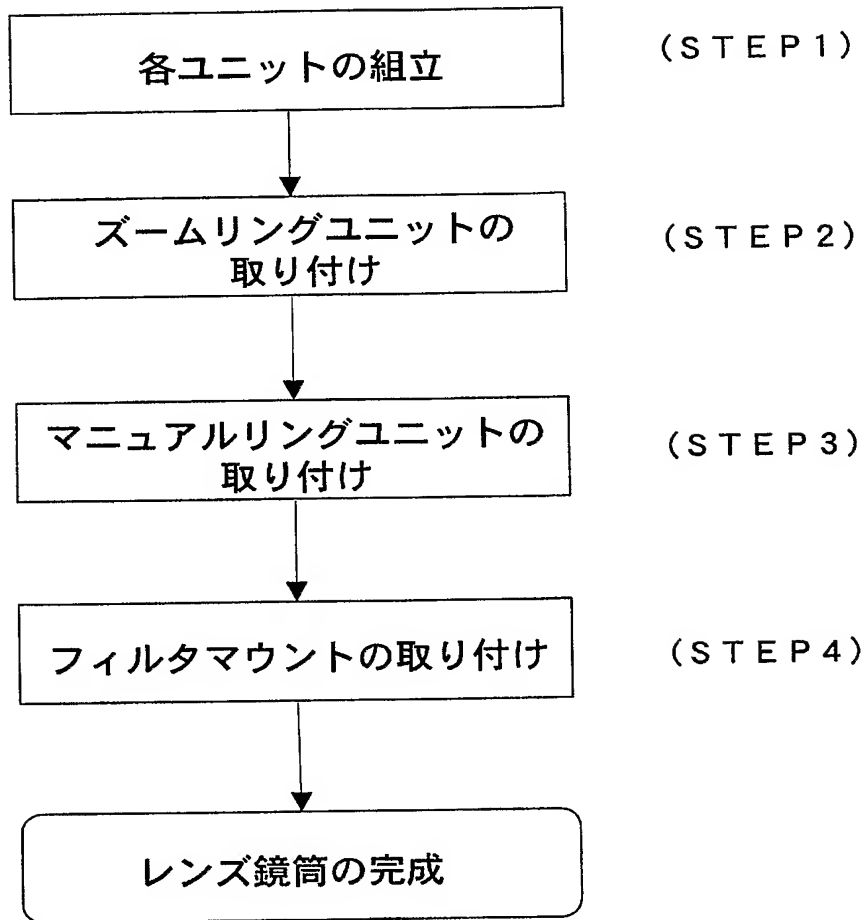 各ユニットの組立
(STEP1)
ズームリングユニットの
取り付け
(STEP2)
マニュアルリングユニットの
取り付け
(STEP3)
フィルタマウントの取り付け
(STEP4)
レンズ鏡筒の完成